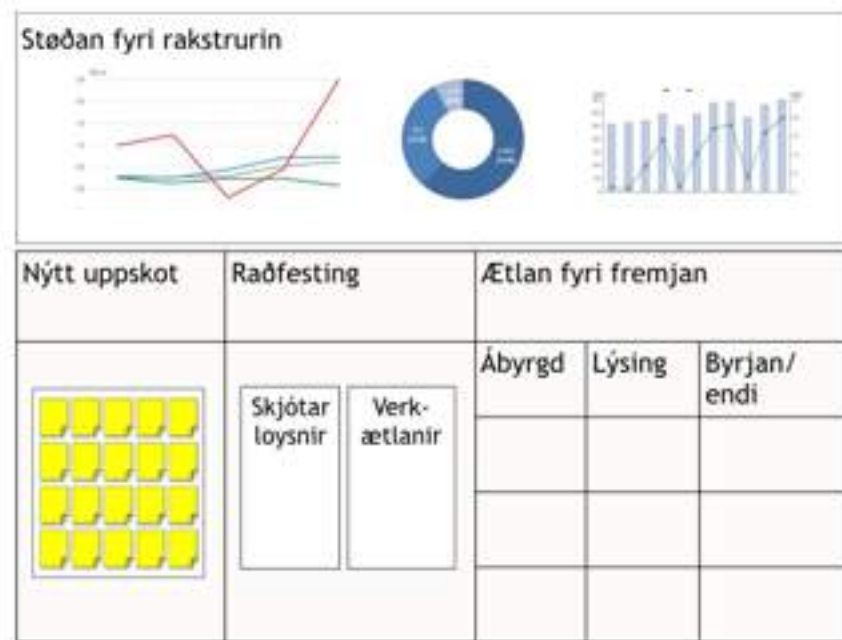 Støðan fyri rakstrurin
Nýtt uppskot
Raðfesting
Ætlan fyri fremjan
Ábyrgd
Lýsing
Byrjan/
endi
Skjótar
loysnir
Verk-
ætlanir